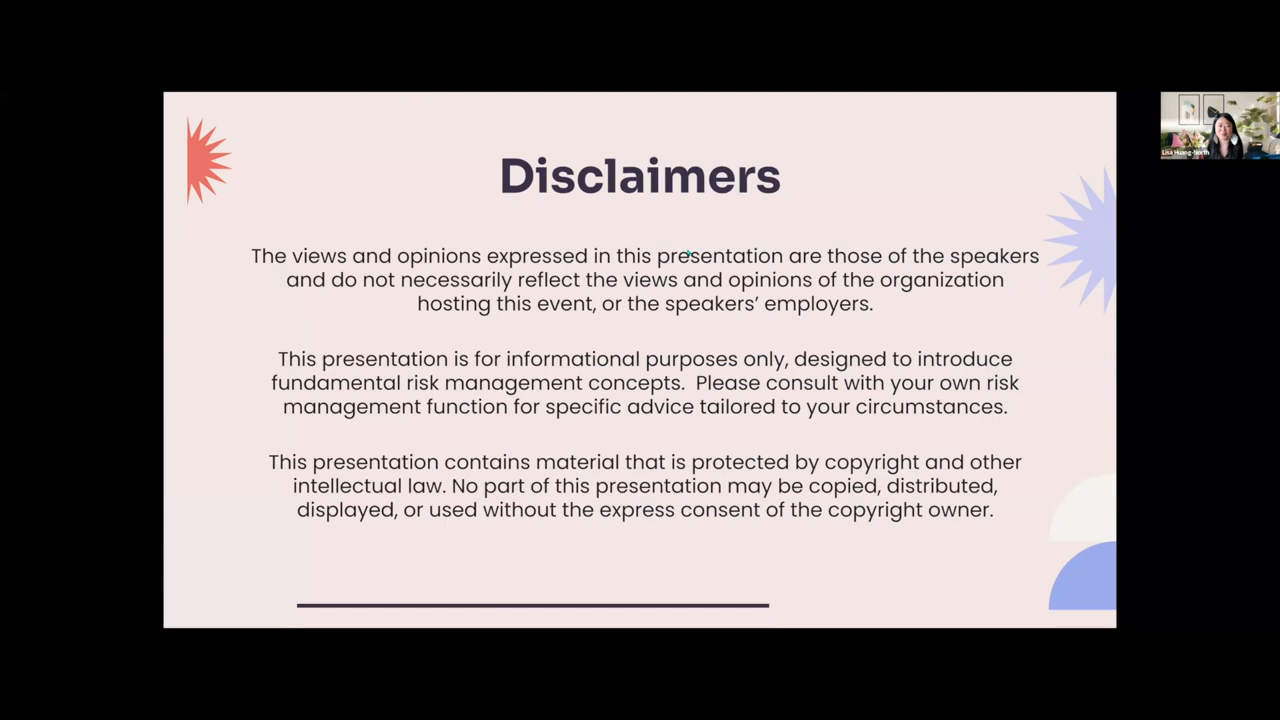 Disclaimers
The views and opinions expressed in this presentation are those of the speakers
and do not necessarily reflect the views and opinions of the organization
hosting this event, or the speakers’ employers.
This presentation is for informational purposes only, designed to introduce
fundamental risk management concepts.  Please consult with your own risk
management function for specific advice tailored to your circumstances.
This presentation contains material that is protected by copyright and other
intellectual law. No part of this presentation may be copied, distributed,
displayed, or used without the express consent of the copyright owner.
Lisa Huang-North